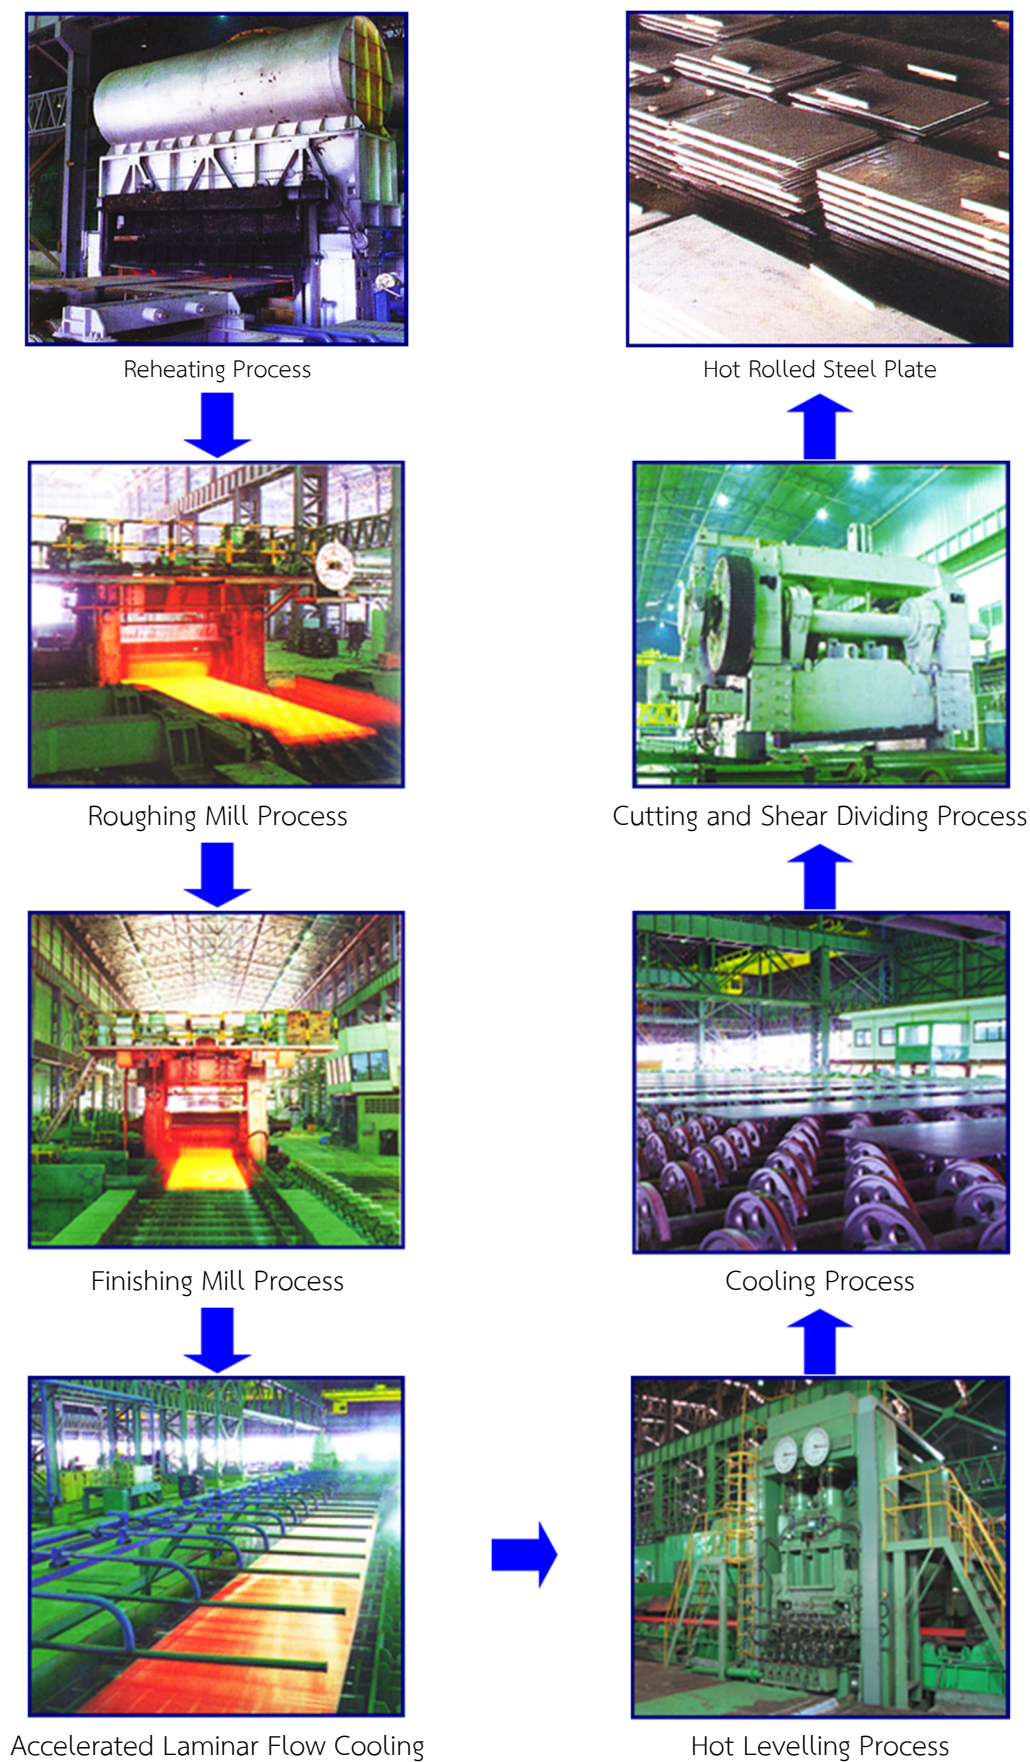 Reheating Process
Hot Rolled Steel Plate
Roughing Mill Process
Cutting and Shear Dividing Process
Finishing Mill Process
Cooling Process
Accelerated Laminar Flow Cooling
Hot Levelling Process